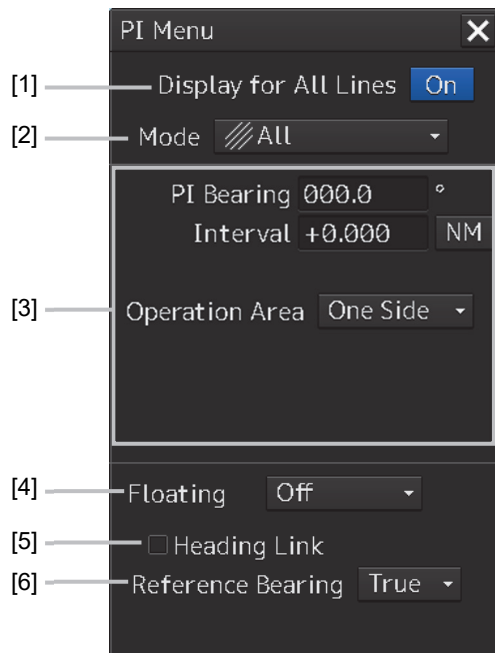 PI Menu
[1] Display for All Lines On
[2] Mode All
PI Bearing 000.0 °
Interval +0.000 NM
[3] Operation Area One Side
[4] Floating Off
[5] Heading Link
[6] Reference Bearing True